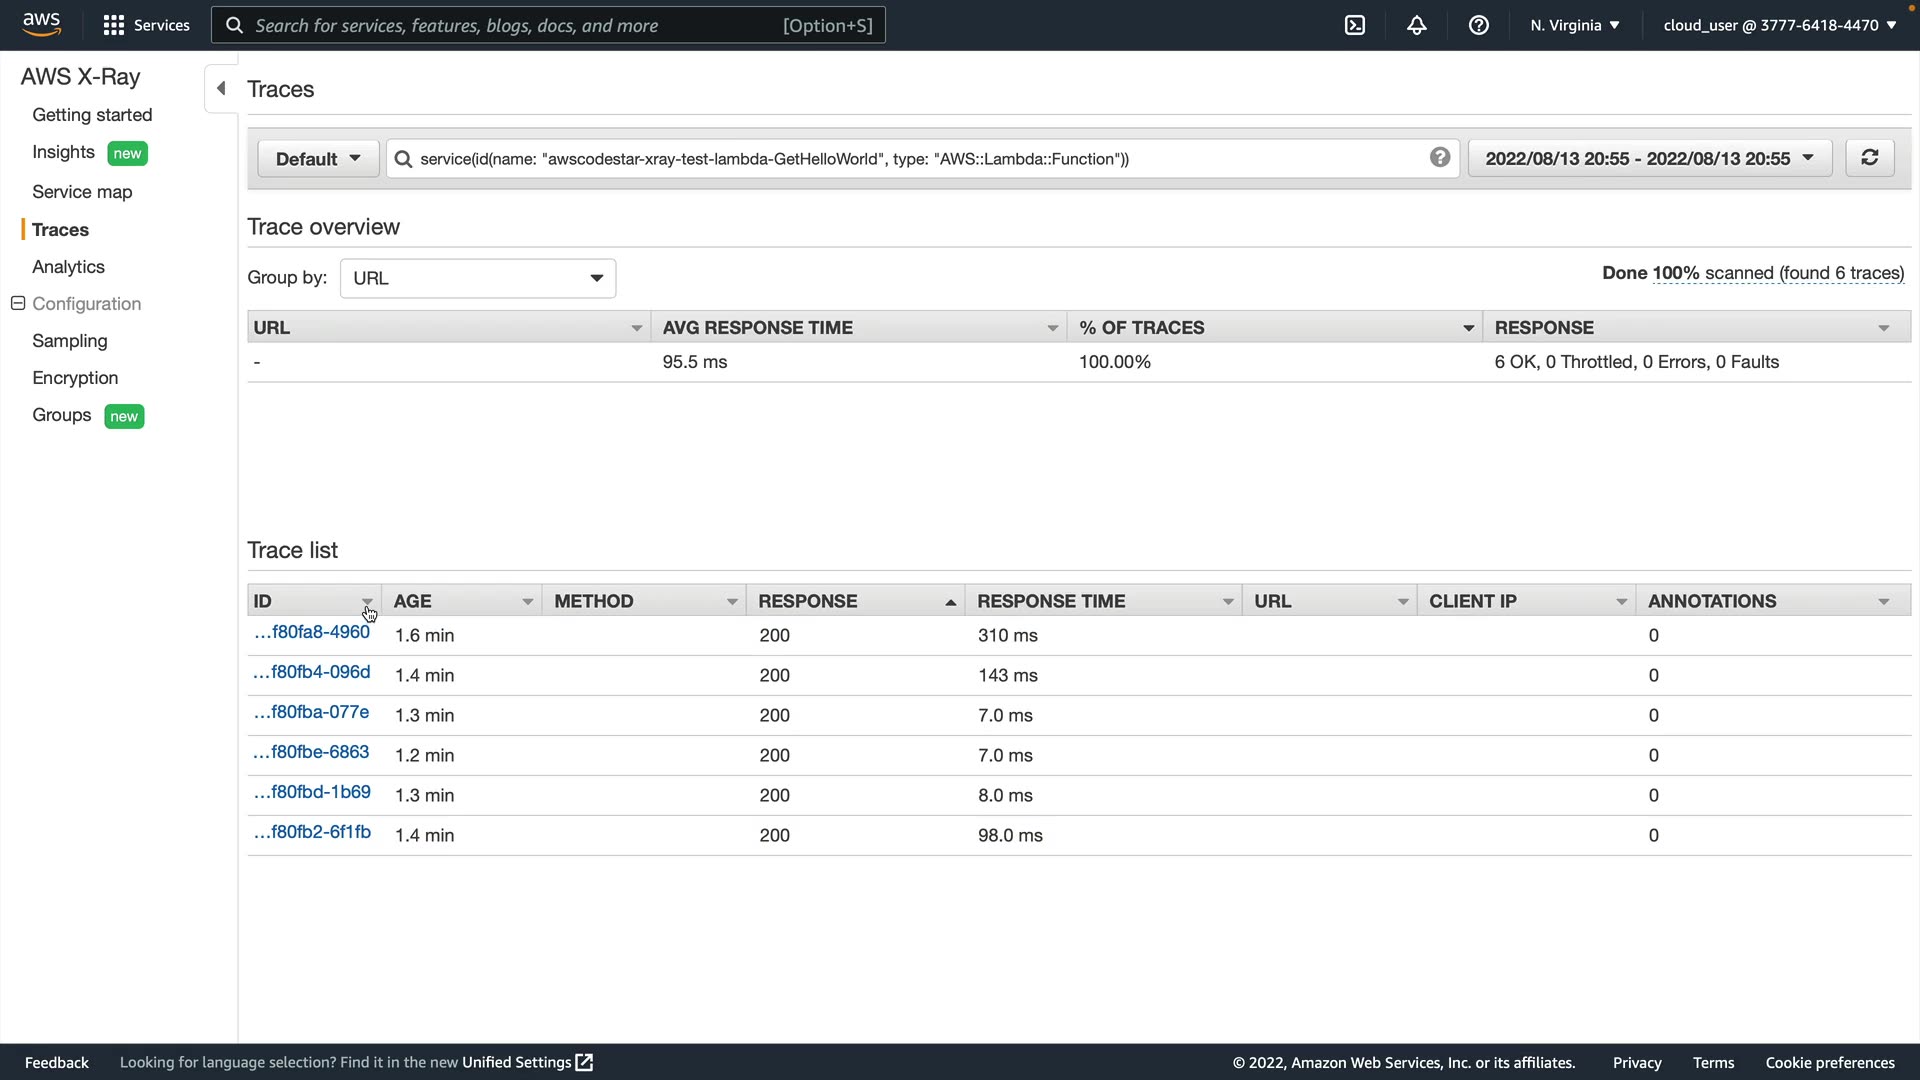 aws Services Search for services, features, blogs, docs, and more [Option+S] N. Virginia ▼ cloud_user @ 3777-6418-4470 ▼
AWS X-Ray
Getting started
Insights new
Service map
Traces
Analytics
Configuration
Sampling
Encryption
Groups new
Traces
Default service(id(name: "awscodestar-xray-test-lambda-GetHelloWorld", type: "AWS::Lambda::Function")) 2022/08/13 20:55 - 2022/08/13 20:55
Trace overview
Group by: URL Done 100% scanned (found 6 traces)
URL AVG RESPONSE TIME % OF TRACES RESPONSE
- 95.5 ms 100.00% 6 OK, 0 Throttled, 0 Errors, 0 Faults
Trace list
ID AGE METHOD RESPONSE RESPONSE TIME URL CLIENT IP ANNOTATIONS
...f80fa8-4960 1.6 min 200 310 ms 0
...f80fb4-096d 1.4 min 200 143 ms 0
...f80fba-077e 1.3 min 200 7.0 ms 0
...f80fbe-6863 1.2 min 200 7.0 ms 0
...f80fbd-1b69 1.3 min 200 8.0 ms 0
...f80fb2-6f1fb 1.4 min 200 98.0 ms 0
Feedback Looking for language selection? Find it in the new Unified Settings © 2022, Amazon Web Services, Inc. or its affiliates. Privacy Terms Cookie preferences